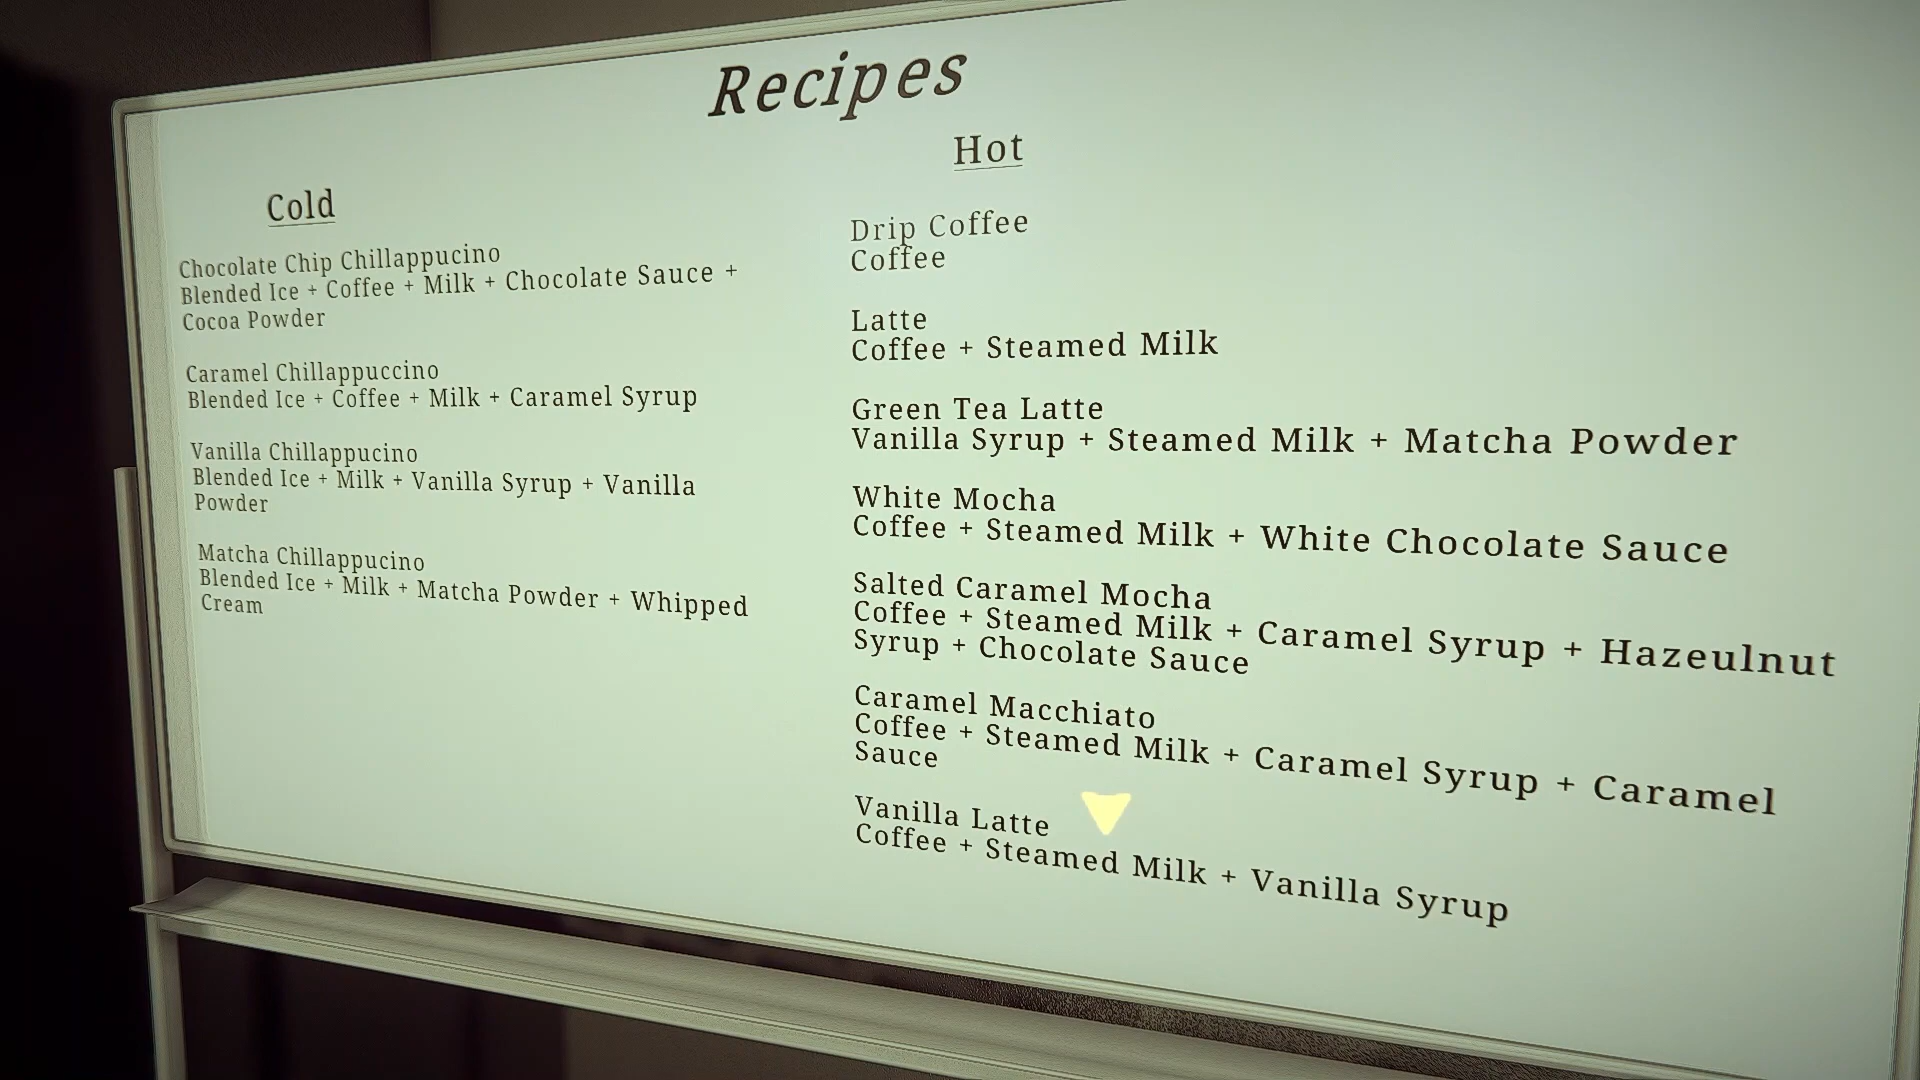 Recipes
Cold
Chocolate Chip Chillappucino
Blended Ice + Coffee + Milk + Chocolate Sauce +
Cocoa Powder
Caramel Chillappuccino
Blended Ice + Coffee + Milk + Caramel Syrup
Vanilla Chillappucino
Blended Ice + Milk + Vanilla Syrup + Vanilla
Powder
Matcha Chillappucino
Blended Ice + Milk + Matcha Powder + Whipped
Cream
Hot
Drip Coffee
Coffee
Latte
Coffee + Steamed Milk
Green Tea Latte
Vanilla Syrup + Steamed Milk + Matcha Powder
White Mocha
Coffee + Steamed Milk + White Chocolate Sauce
Salted Caramel Mocha
Coffee + Steamed Milk + Caramel Syrup + Hazeulnut
Syrup + Chocolate Sauce
Caramel Macchiato
Coffee + Steamed Milk + Caramel Syrup + Caramel
Sauce
Vanilla Latte
Coffee + Steamed Milk + Vanilla Syrup